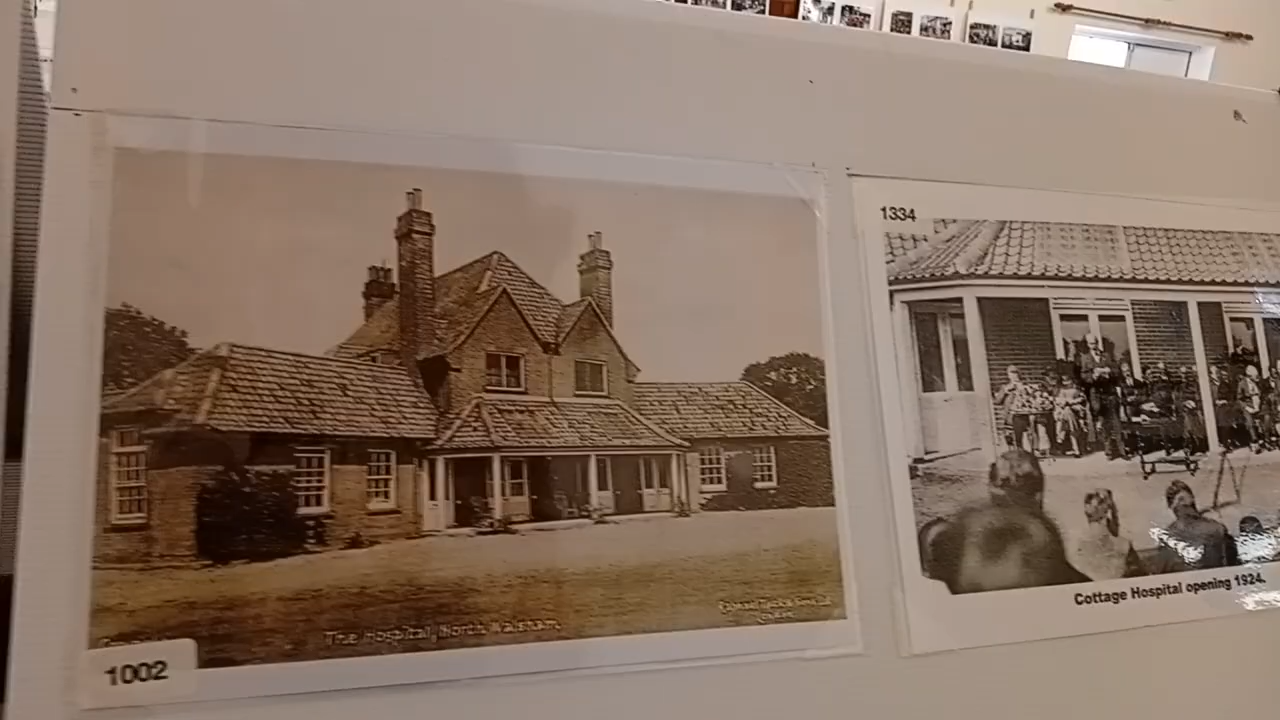 The Hospital, North Walsham
1002
1334
Cottage Hospital opening 1924.